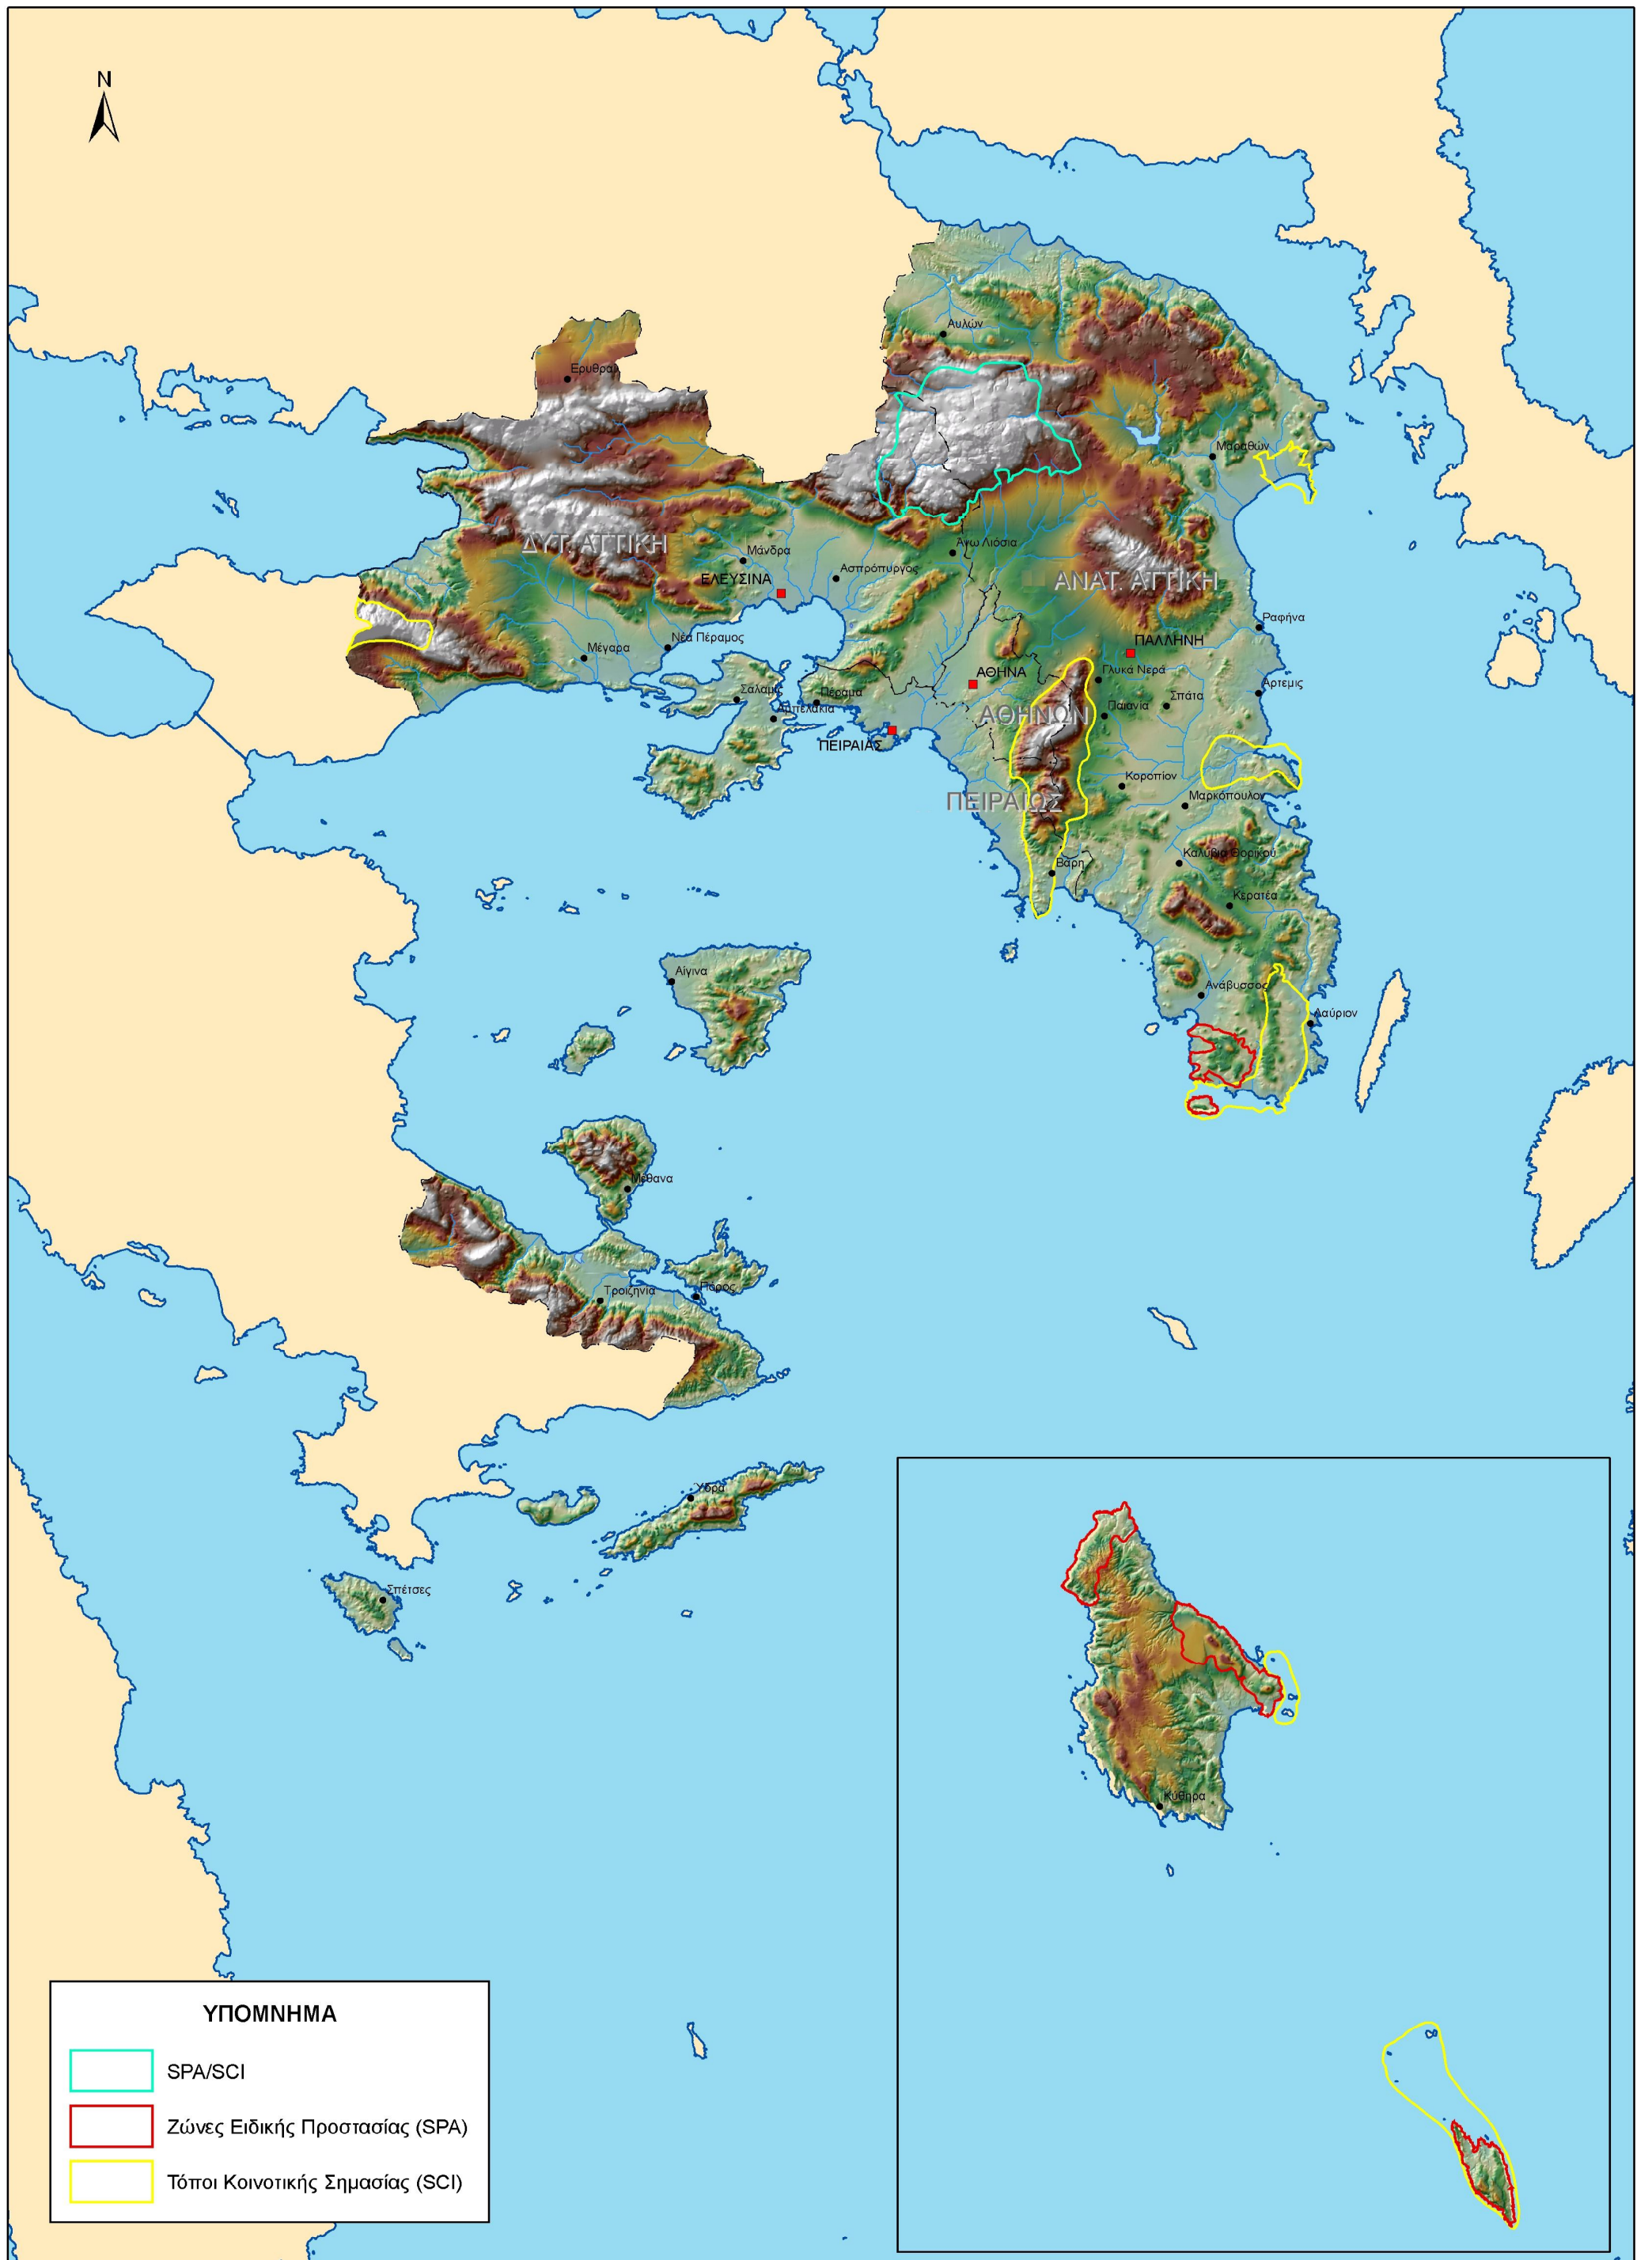 N
Αυλών
Ερυθραί
Μαραθών
ΔΥΤ. ΑΤΤΙΚΗ
Μάνδρα
Άνω Λιόσια
Ασπρόπυργος
ΕΛΕΥΣΙΝΑ
ΑΝΑΤ. ΑΤΤΙΚΗ
Ραφήνα
Νέα Πέραμος
ΠΑΛΛΗΝΗ
Μέγαρα
ΑΘΗΝΑ
Γλυκά Νερά
Άρτεμις
Σαλαμίς
Πέραμα
Σπάτα
Αμπελάκια
ΑΘΗΝΩΝ
Παιανία
ΠΕΙΡΑΙΑΣ
Κορωπίον
ΠΕΙΡΑΙΩΣ
Μαρκόπουλον
Καλύβια Θορικού
Βάρη
Κερατέα
Αίγινα
Ανάβυσσος
Λαύριον
Μέθανα
Πόρος
Τροιζηνία
Ύδρα
Σπέτσες
Κύθηρα
ΥΠΟΜΝΗΜΑ
SPA/SCI
Ζώνες Ειδικής Προστασίας (SPA)
Τόποι Κοινοτικής Σημασίας (SCI)